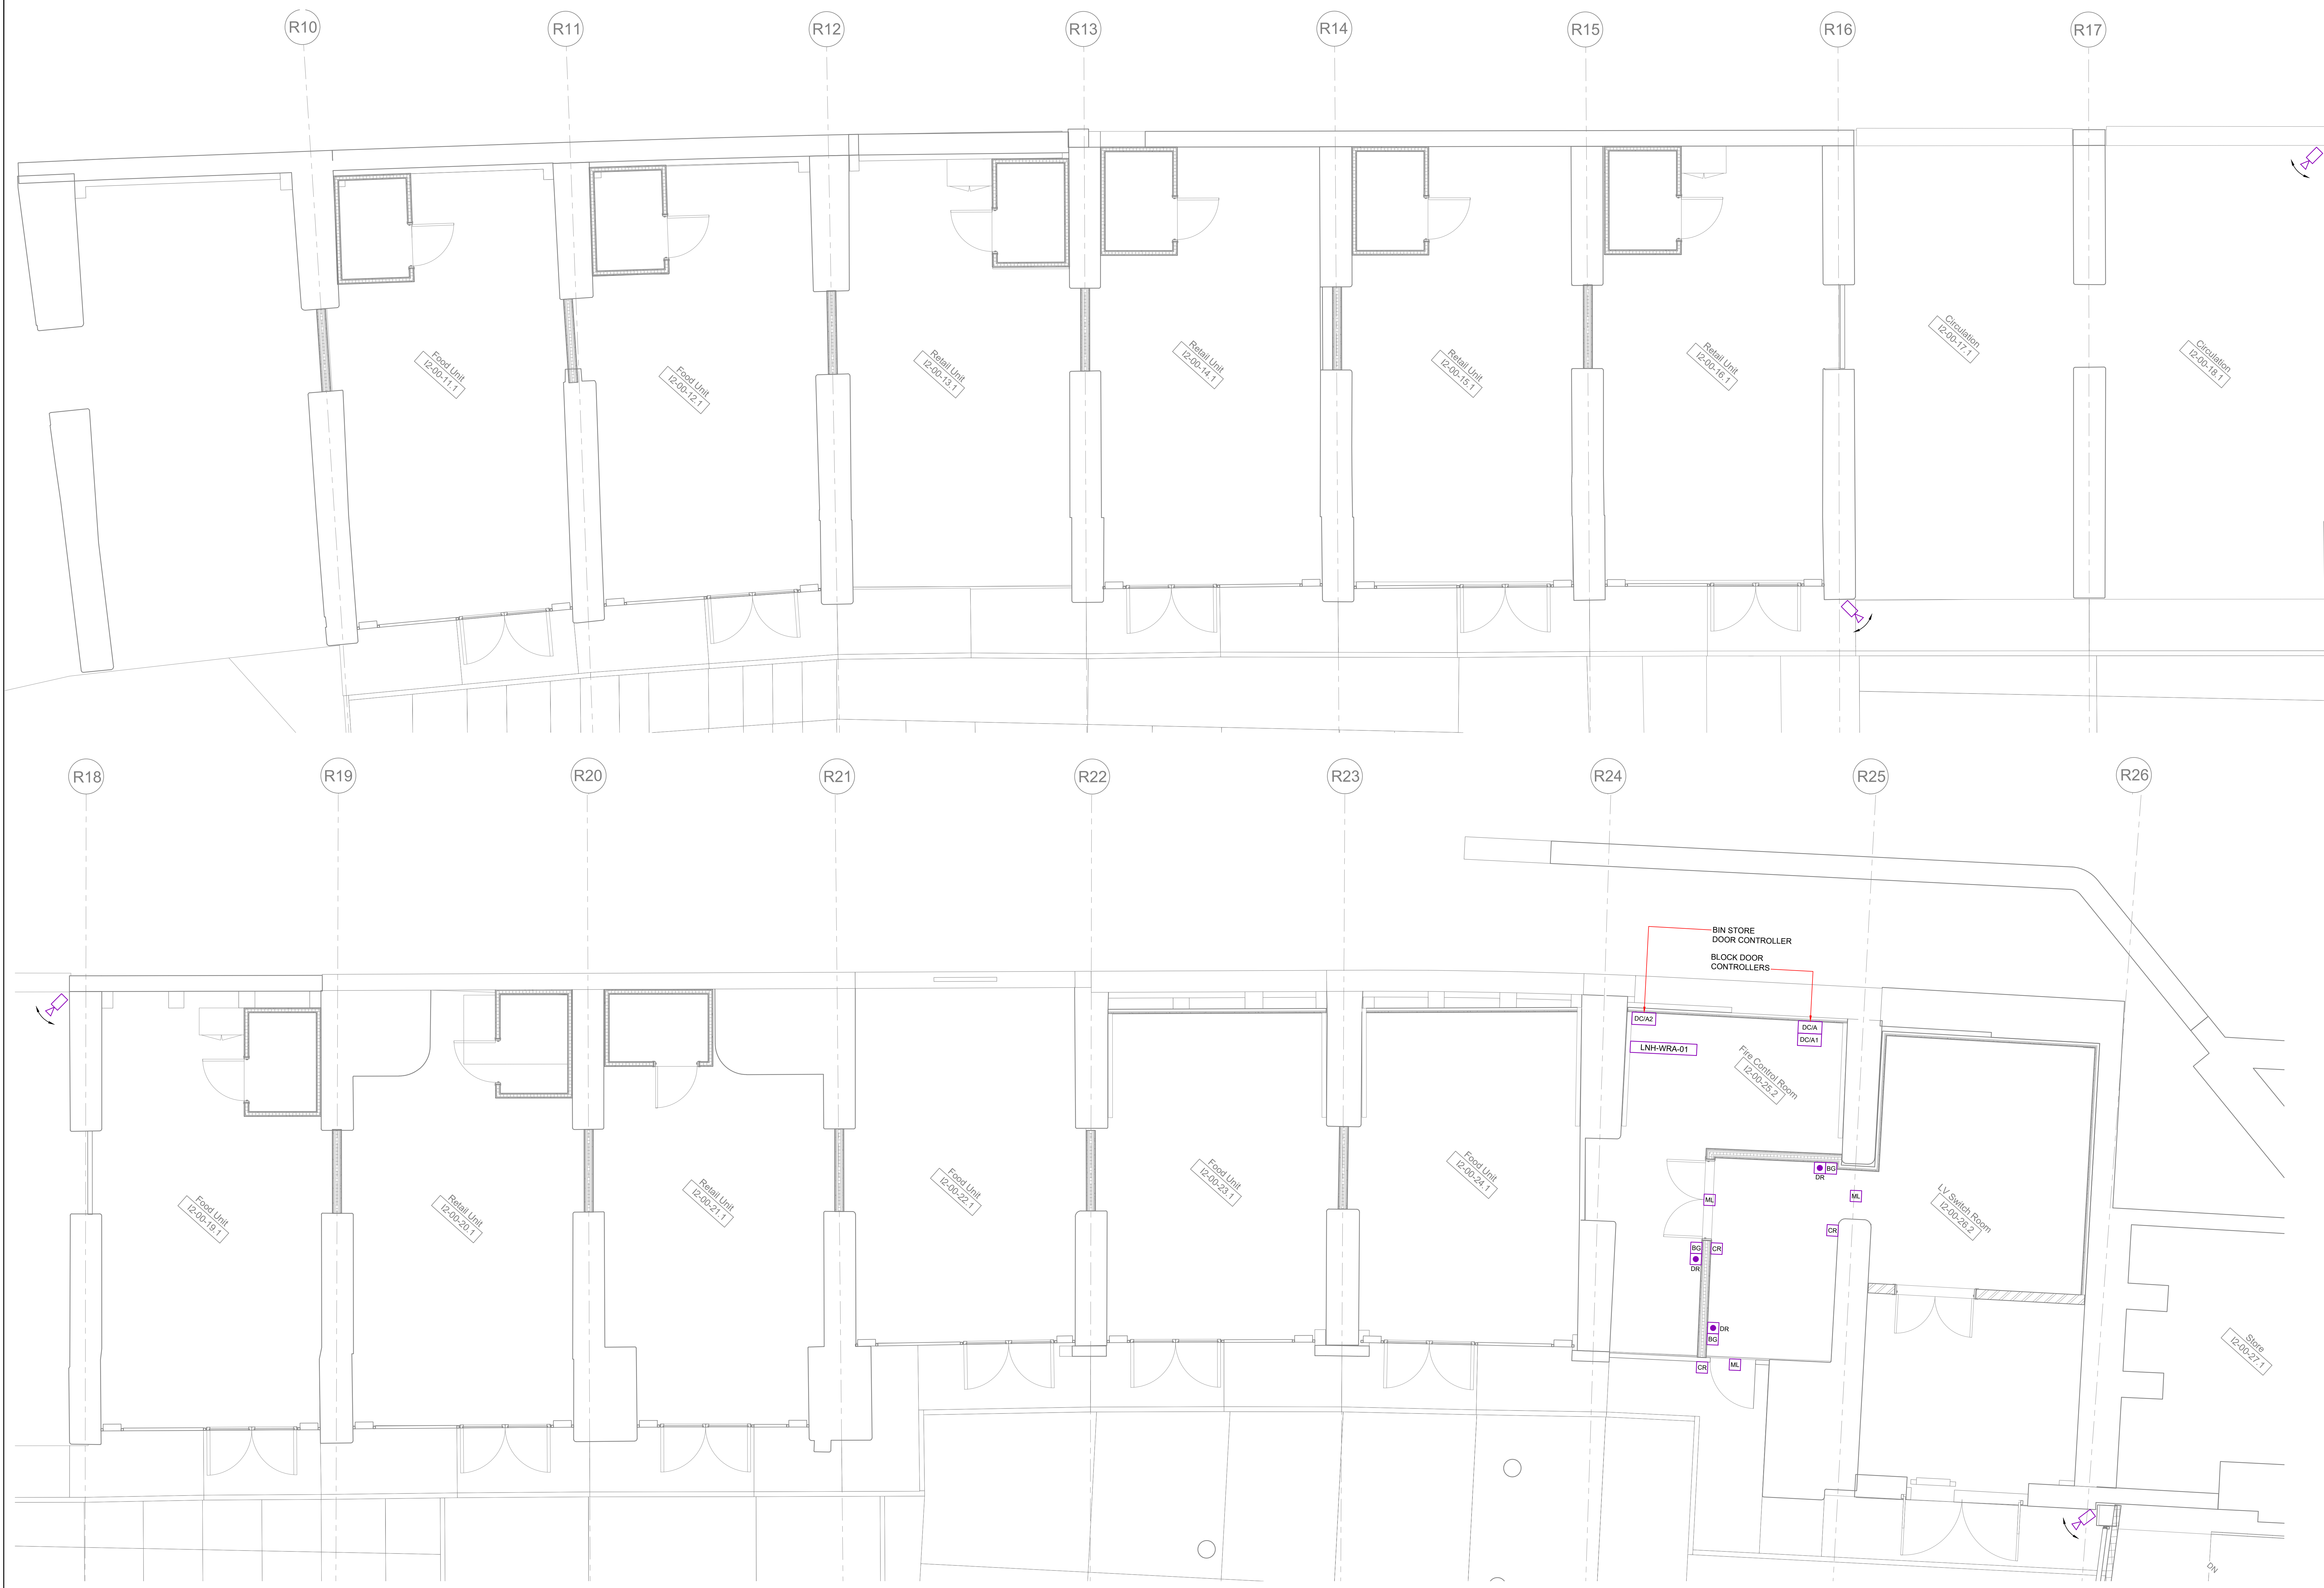 R10
R11
R12
R13
R14
R15
R16
R17
Food Unit
I2-00-11.1
Food Unit
I2-00-12.1
Retail Unit
I2-00-13.1
Retail Unit
I2-00-14.1
Retail Unit
I2-00-15.1
Retail Unit
I2-00-16.1
Circulation
I2-00-17.1
Circulation
I2-00-18.1
R18
R19
R20
R21
R22
R23
R24
R25
R26
BIN STORE
DOOR CONTROLLER
BLOCK DOOR
CONTROLLERS
DC/A2
DC/A
DC/A1
LNH-WRA-01
Fire Control Room
I2-00-25.2
Food Unit
I2-00-19.1
Retail Unit
I2-00-20.1
Retail Unit
I2-00-21.1
Food Unit
I2-00-22.1
Food Unit
I2-00-23.1
Food Unit
I2-00-24.1
BG
DR
ML
ML
CR
LV Switch Room
I2-00-26.2
BG
CR
DR
DR
BG
CR
ML
Store
I2-00-27.1
DN